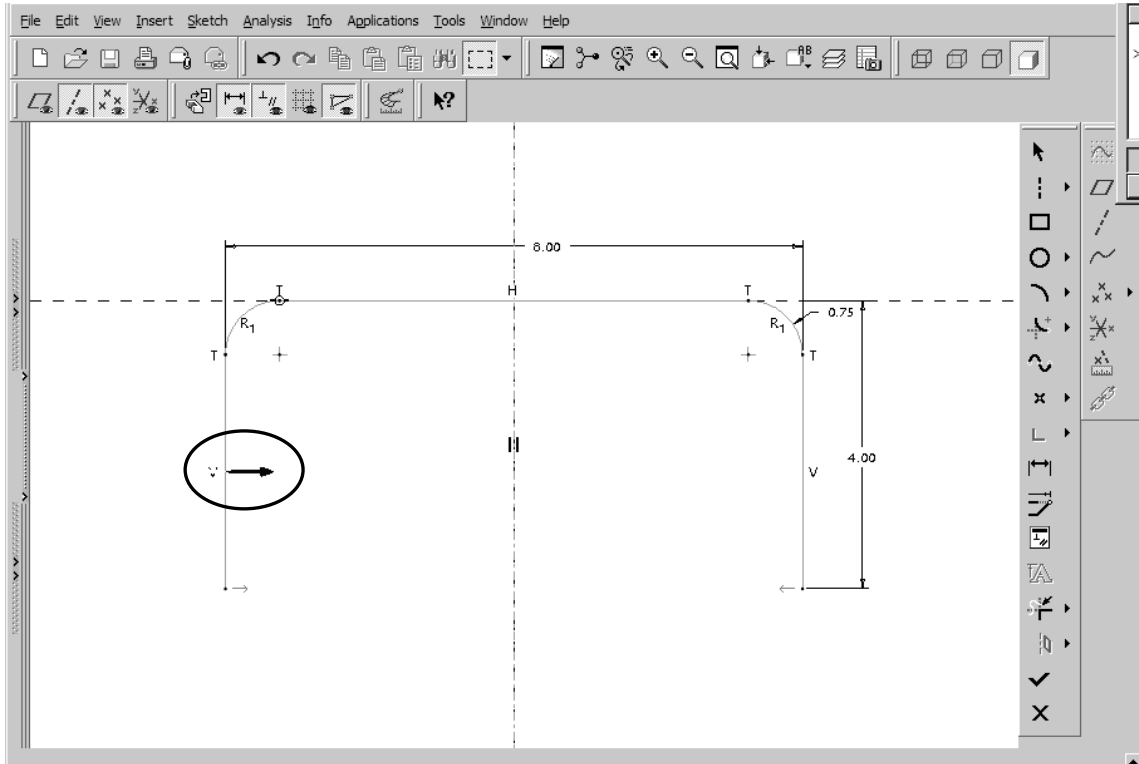 File Edit View Insert Sketch Analysis Info Applications Tools Window Help
8.00
T H T
R1 R1 0.75
T T
V V 4.00